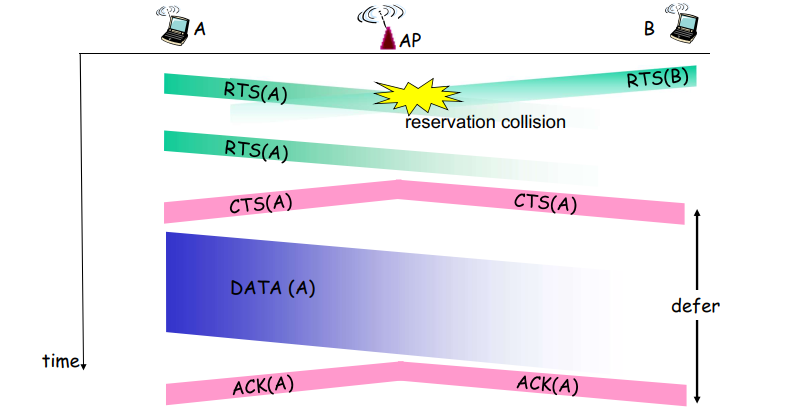 A
AP
B
RTS(A)
RTS(B)
reservation collision
RTS(A)
CTS(A)
CTS(A)
DATA (A)
defer
time
ACK(A)
ACK(A)